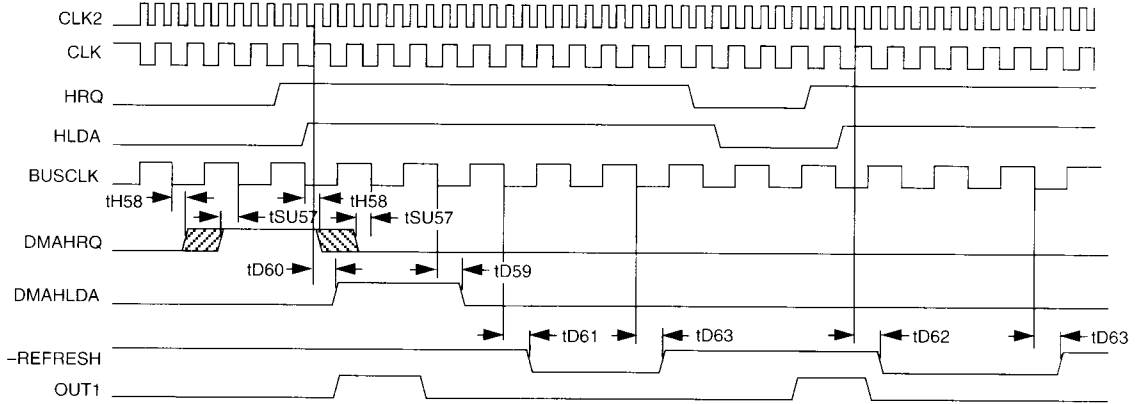 CLK2
CLK
HRQ
HLDA
BUSCLK
tH58 tH58
tSU57 tSU57
DMAHRQ
tD60 tD59
DMAHLDA
tD61 tD63 tD62 tD63
–REFRESH
OUT1